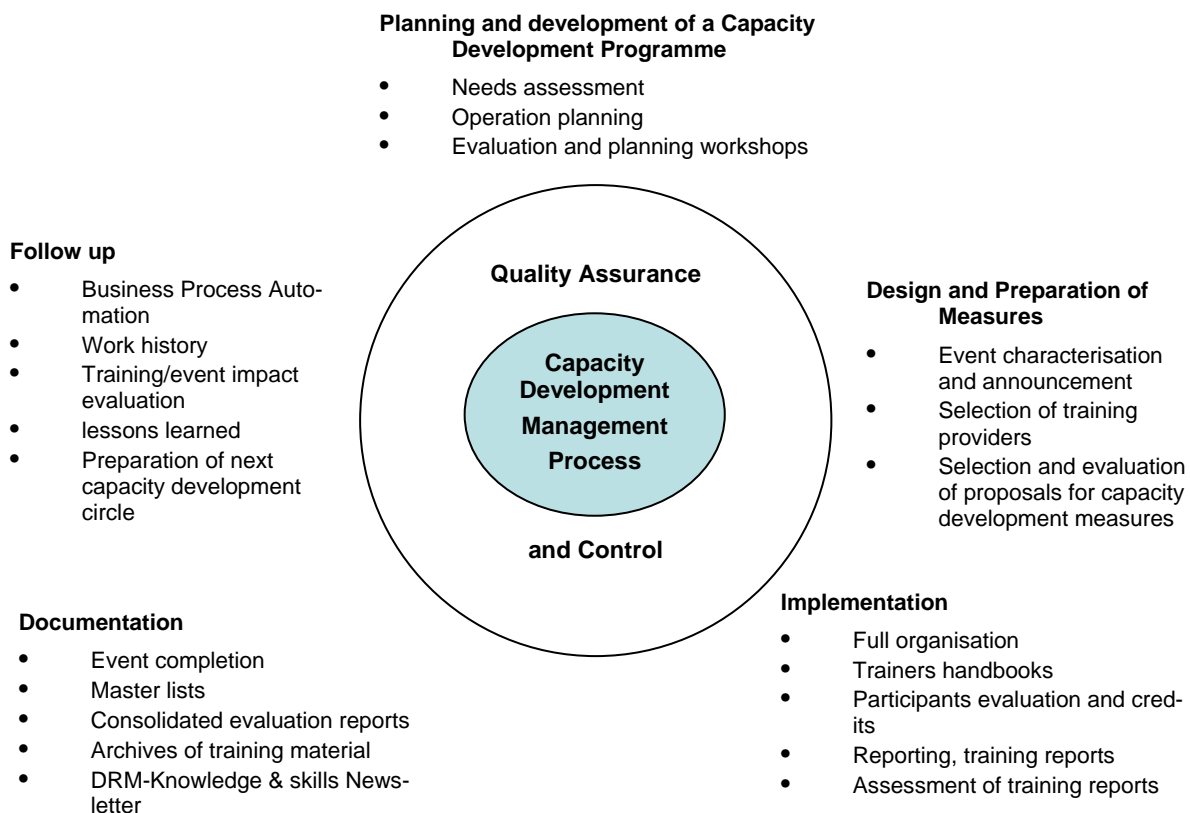 Planning and development of a Capacity
Development Programme
• Needs assessment
• Operation planning
• Evaluation and planning workshops
Follow up
• Business Process Auto-
mation
• Work history
• Training/event impact
evaluation
• lessons learned
• Preparation of next
capacity development
circle
Quality Assurance
Capacity
Development
Management
Process
and Control
Design and Preparation of
Measures
• Event characterisation
and announcement
• Selection of training
providers
• Selection and evaluation
of proposals for capacity
development measures
Documentation
• Event completion
• Master lists
• Consolidated evaluation reports
• Archives of training material
• DRM-Knowledge & skills News-
letter
Implementation
• Full organisation
• Trainers handbooks
• Participants evaluation and cred-
its
• Reporting, training reports
• Assessment of training reports